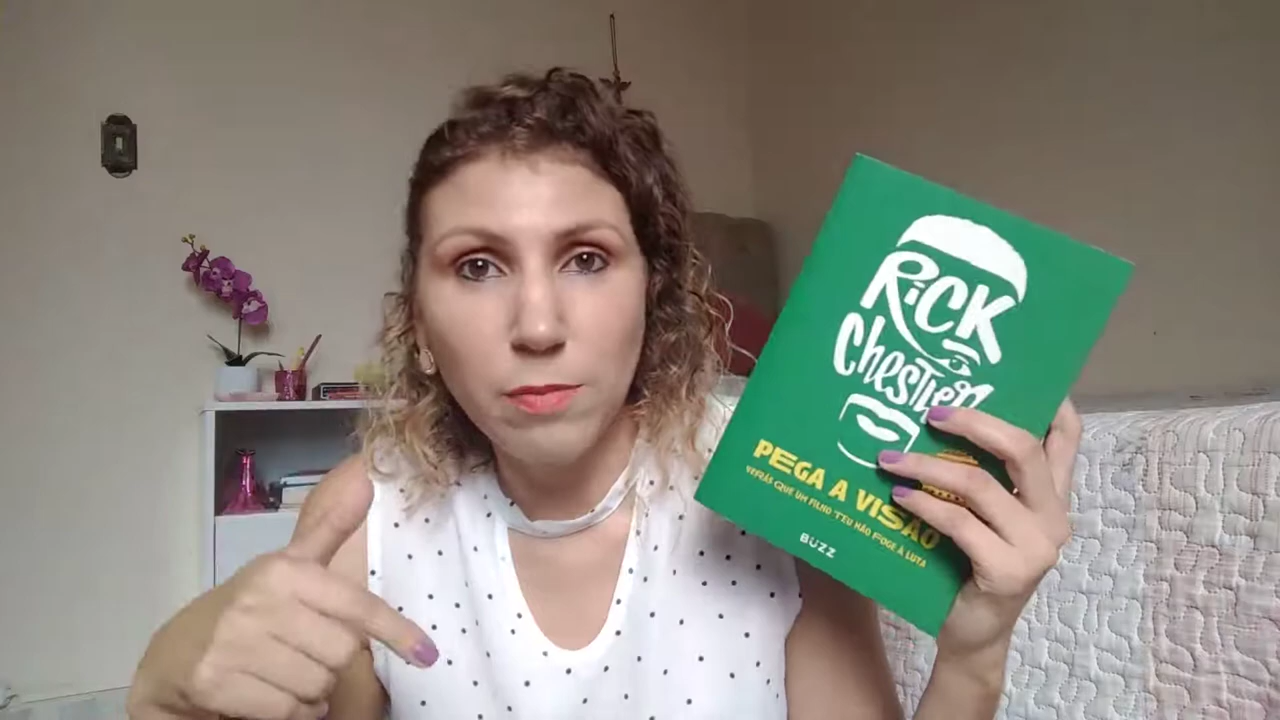 RiCK
Chester
PEGA A VISÃO
VERÁS QUE UM FILHO TEU NÃO FOGE À LUTA
BUZZ